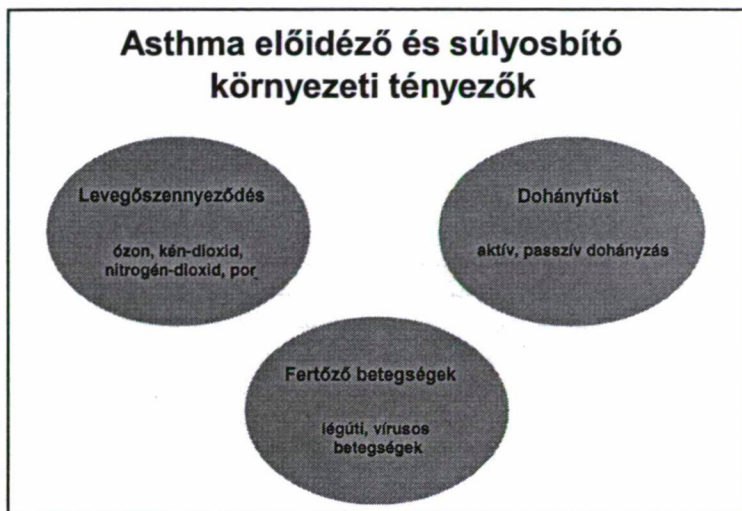 Asthma előidéző és súlyosbító
környezeti tényezők
Levegőszennyeződés
ózon, kén-dioxid,
nitrogén-dioxid, por
Dohányfüst
aktív, passzív dohányzás
Fertőző betegségek
légúti, vírusos
betegségek